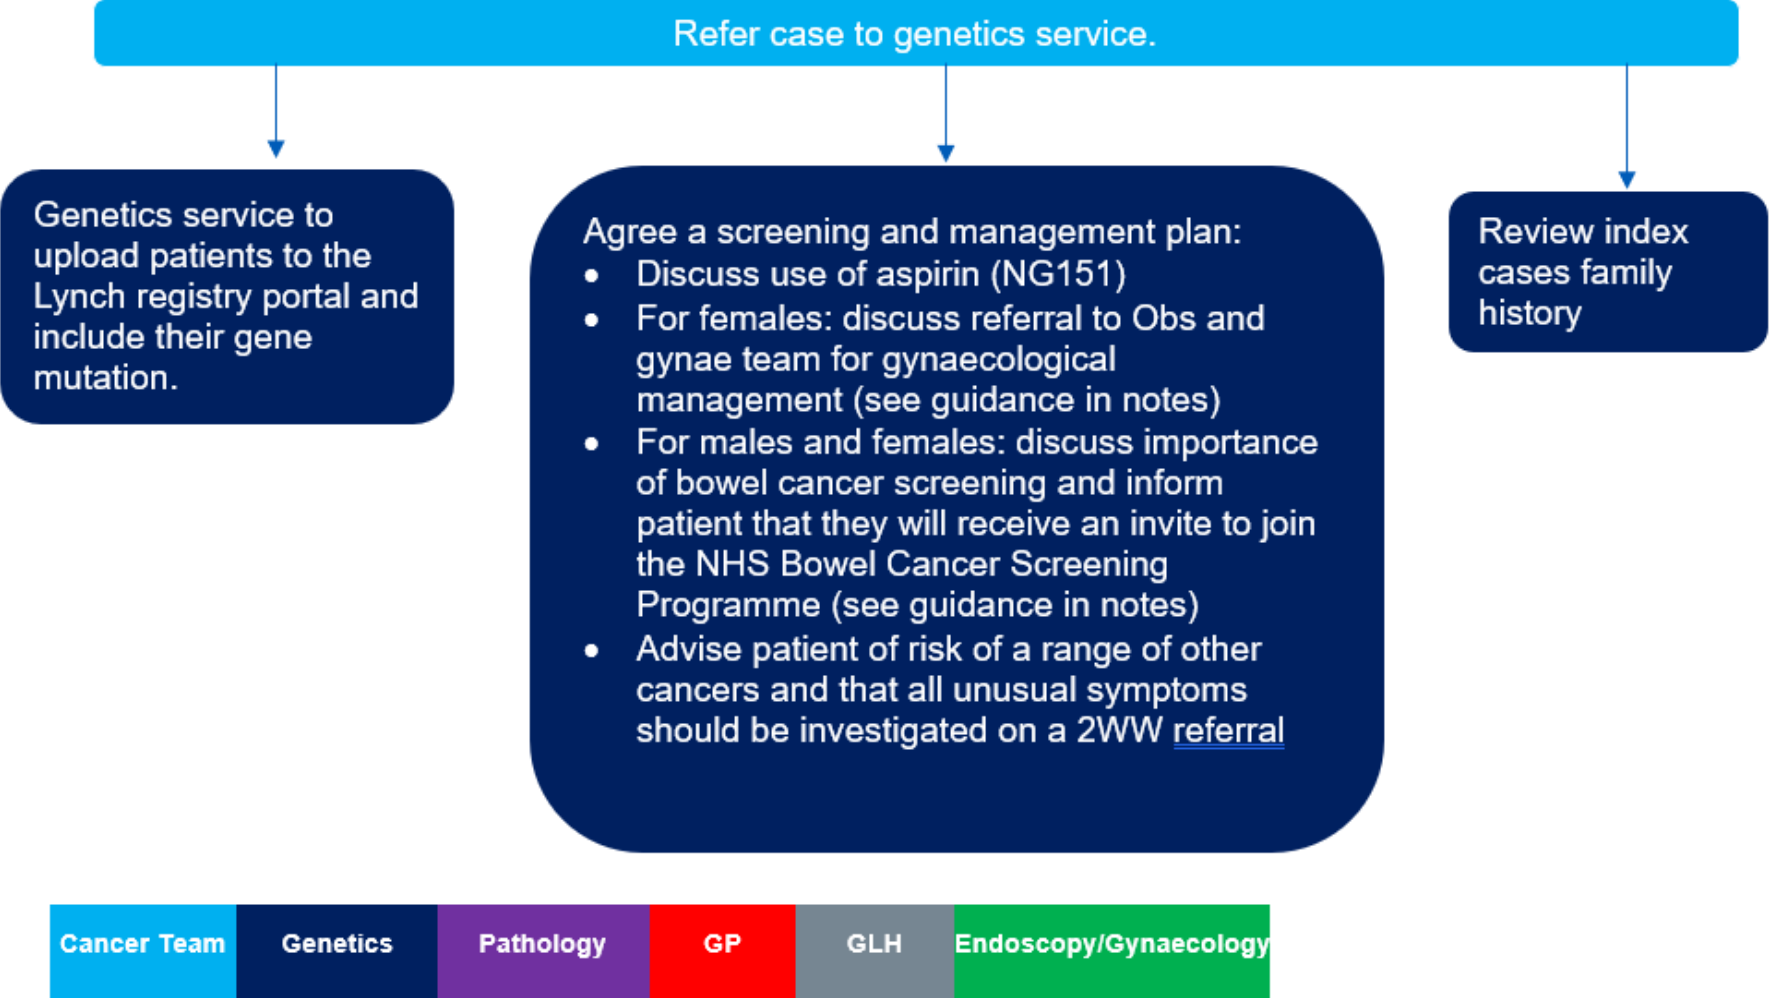 Refer case to genetics service.
Genetics service to
upload patients to the
Lynch registry portal and
include their gene
mutation.
Agree a screening and management plan:
• Discuss use of aspirin (NG151)
• For females: discuss referral to Obs and
gynae team for gynaecological
management (see guidance in notes)
• For males and females: discuss importance
of bowel cancer screening and inform
patient that they will receive an invite to join
the NHS Bowel Cancer Screening
Programme (see guidance in notes)
• Advise patient of risk of a range of other
cancers and that all unusual symptoms
should be investigated on a 2WW referral
Review index
cases family
history
Cancer Team
Genetics
Pathology
GP
GLH
Endoscopy/Gynaecology